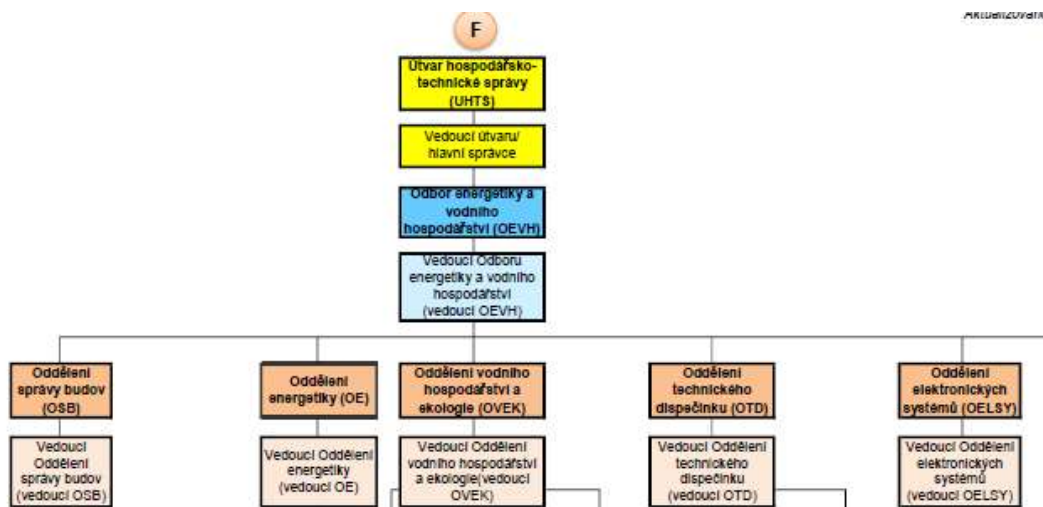 F
Útvar hospodářsko-
technické správy
(UHTS)
Vedoucí útvaru/
hlavní správce
Odbor energetiky a
vodního
hospodářství (OEVH)
Vedoucí Odboru
energetiky a vodního
hospodářství
(vedoucí OEVH)
Oddělení
správy budov
(OSB)
Oddělení
energetiky (OE)
Oddělení vodního
hospodářství a
ekologie (OVEK)
Oddělení
technického
dispečinku (OTD)
Oddělení
elektronických
systémů (OELSY)
Vedoucí
Oddělení
správy budov
(vedoucí OSB)
Vedoucí Oddělení
energetiky
(vedoucí OE)
Vedoucí Oddělení
vodního hospodářství
a ekologie(vedoucí
OVEK)
Vedoucí Oddělení
technického
dispečinku
(vedoucí OTD)
Vedoucí Oddělení
elektronických
systémů
(vedoucí OELSY)